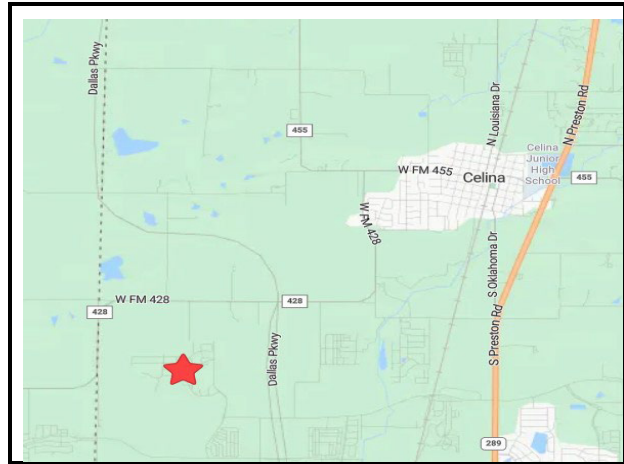 Dallas Pkwy
N Louisiana Dr
N Preston Rd
455
Celina
Junior
High
School
W FM 455
Celina
455
W FM 428
S Oklahoma Dr
W FM 428
428
428
S Preston Rd
Dallas Pkwy
289